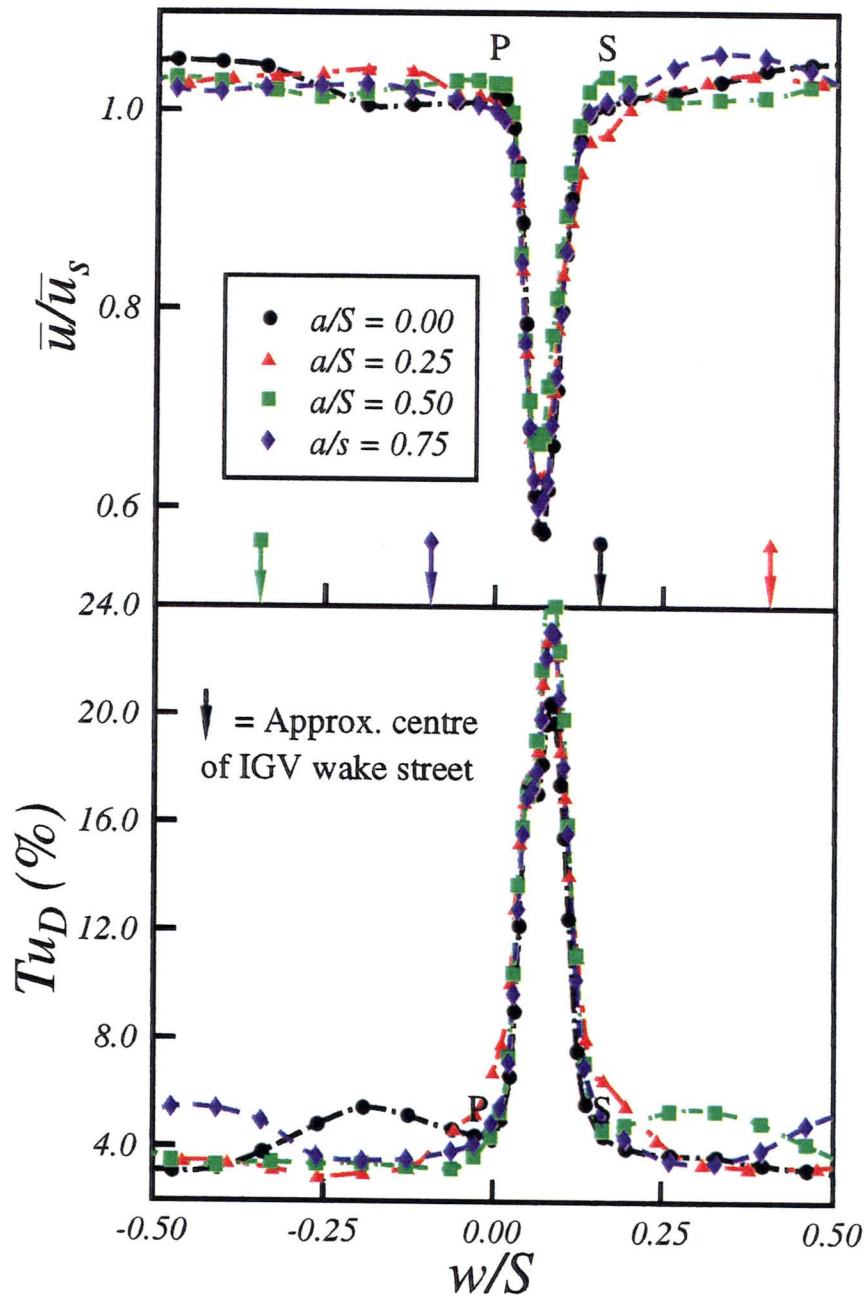 P S
1.0
0.8
0.6
u̅/u̅s
a/S = 0.00
a/S = 0.25
a/S = 0.50
a/s = 0.75
24.0
20.0
16.0
12.0
8.0
4.0
TuD (%)
= Approx. centre
of IGV wake street
P S
-0.50 -0.25 0.00 0.25 0.50
w/S